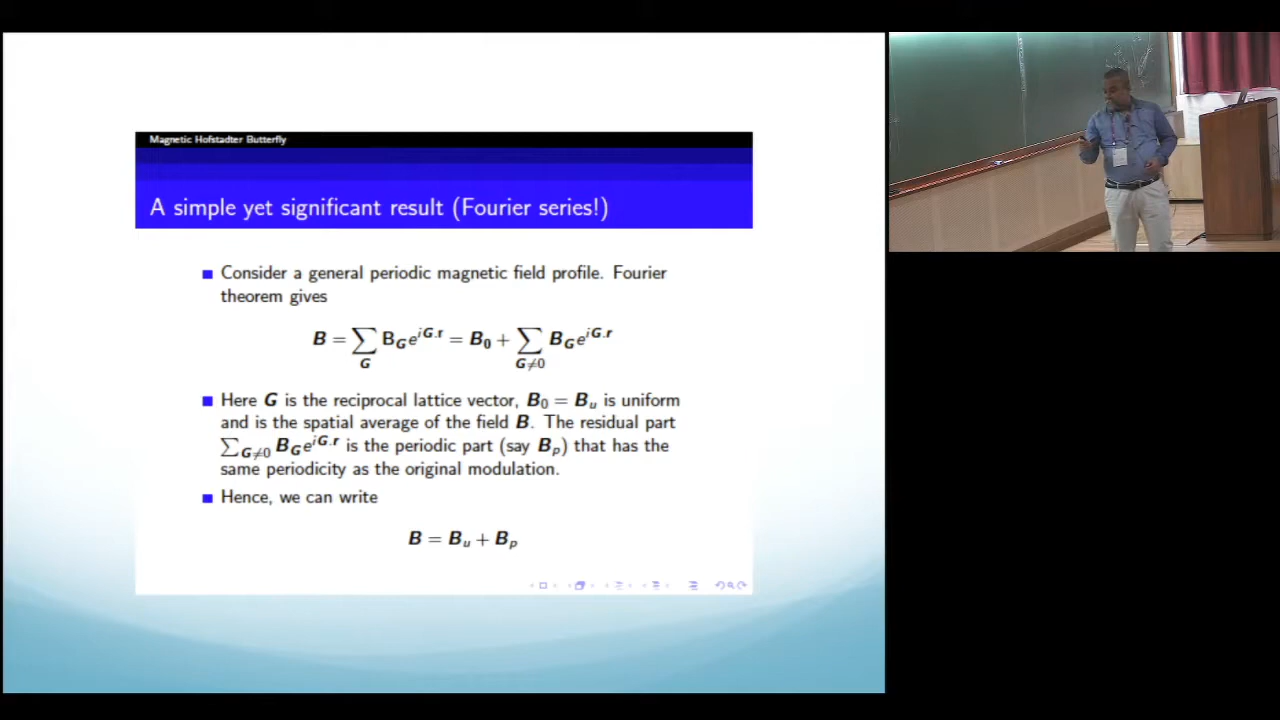 Magnetic Hofstadter Butterfly
A simple yet significant result (Fourier series!)
Consider a general periodic magnetic field profile. Fourier
theorem gives
B = ∑_G B_G e^{iG.r} = B_0 + ∑_{G≠0} B_G e^{iG.r}
Here G is the reciprocal lattice vector, B_0 = B_u is uniform
and is the spatial average of the field B. The residual part
∑_{G≠0} B_G e^{iG.r} is the periodic part (say B_p) that has the
same periodicity as the original modulation.
Hence, we can write
B = B_u + B_p